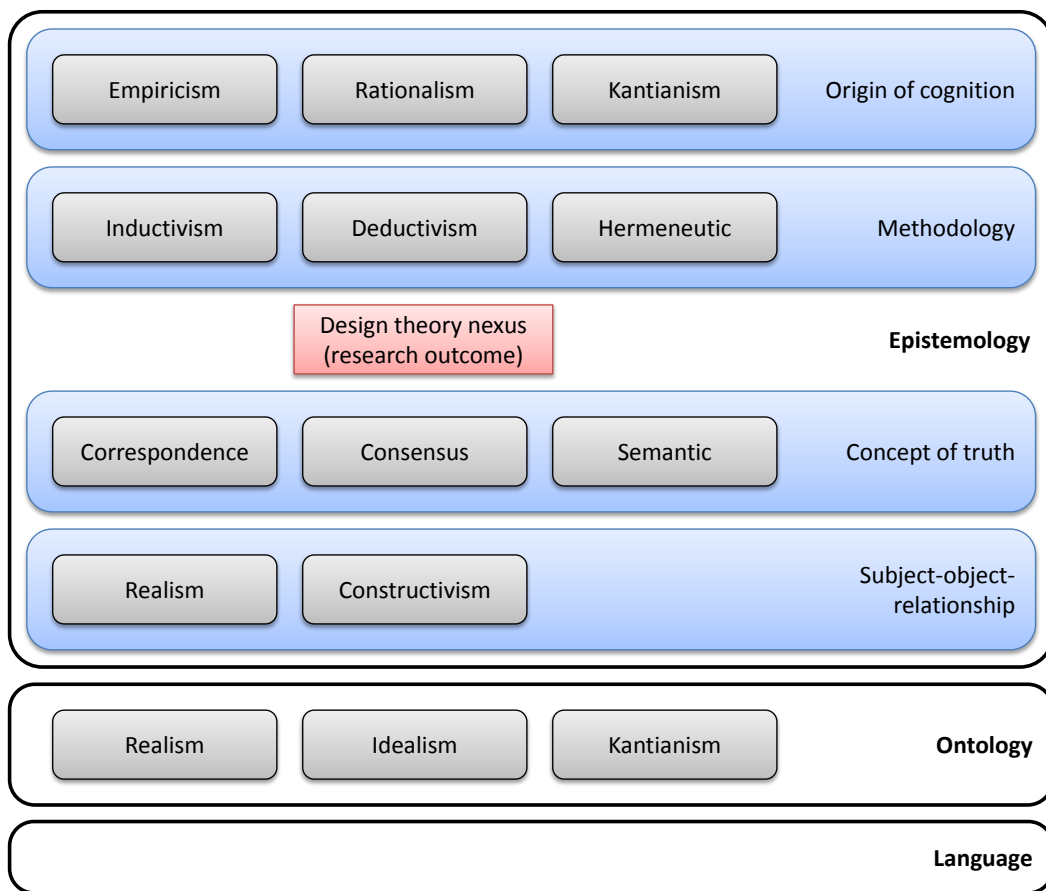 Empiricism
Rationalism
Kantianism
Origin of cognition
Inductivism
Deductivism
Hermeneutic
Methodology
Design theory nexus
(research outcome)
Epistemology
Correspondence
Consensus
Semantic
Concept of truth
Realism
Constructivism
Subject-object-
relationship
Realism
Idealism
Kantianism
Ontology
Language